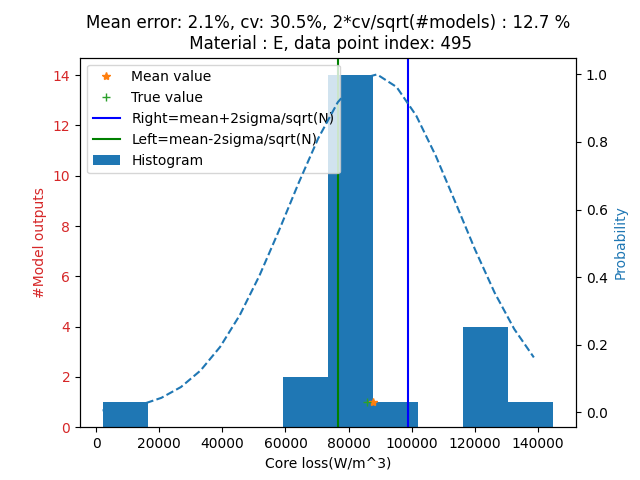 Mean error: 2.1%, cv: 30.5%, 2*cv/sqrt(#models) : 12.7 %
Material : E, data point index: 495
Mean value
True value
Right=mean+2sigma/sqrt(N)
Left=mean-2sigma/sqrt(N)
Histogram
#Model outputs
14
12
10
8
6
4
2
0
1.0
0.8
0.6
0.4
0.2
0.0
Probability
0 20000 40000 60000 80000 100000 120000 140000
Core loss(W/m^3)